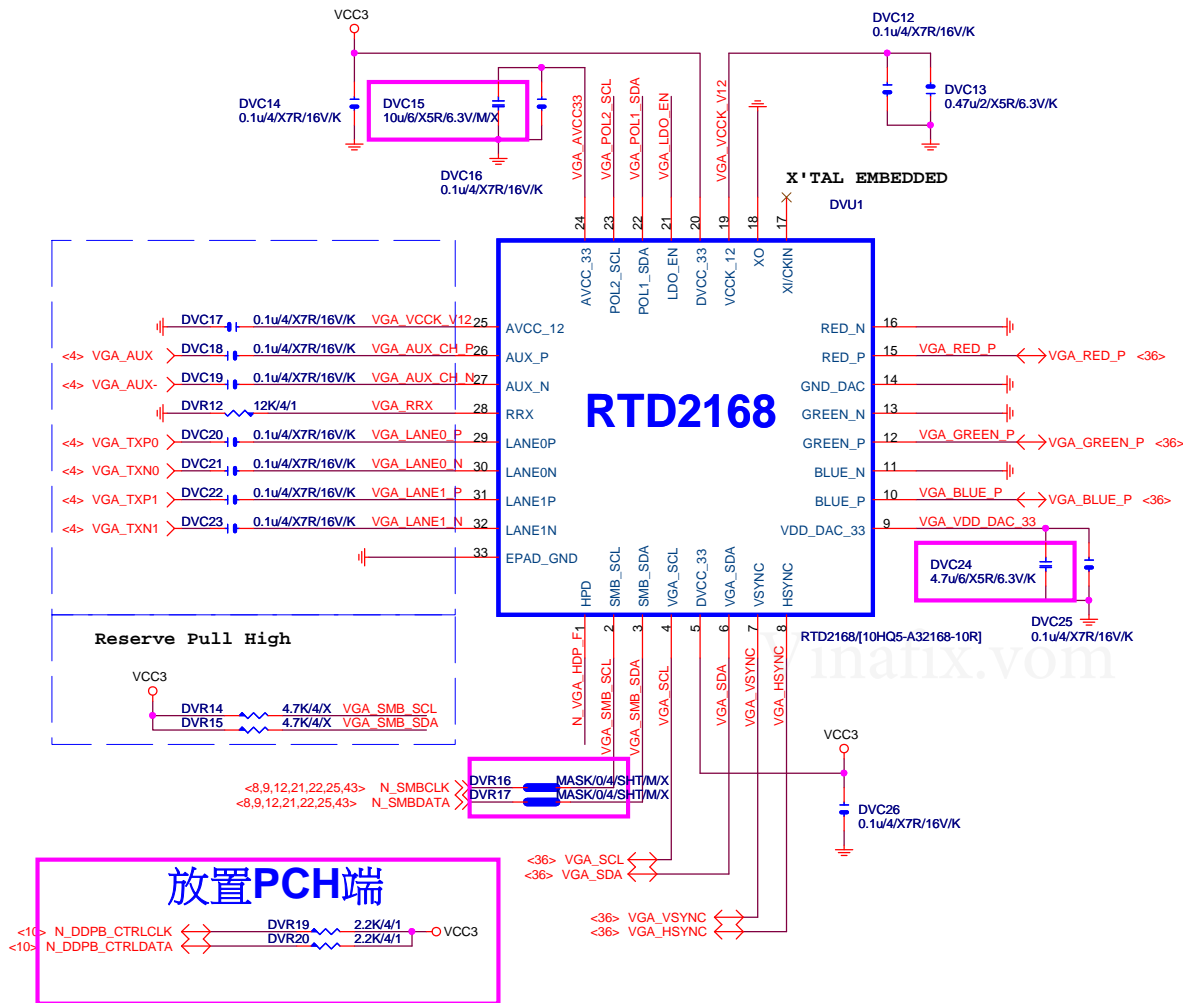 VCC3
DVC12
0.1u/4/X7R/16V/K
DVC14
0.1u/4/X7R/16V/K
DVC15
10u/6/X5R/6.3V/M/X
DVC16
0.1u/4/X7R/16V/K
DVC13
0.47u/2/X5R/6.3V/K
VGA_AVCC33
VGA_POL2_SCL
VGA_POL1_SDA
VGA_LDO_EN
VGA_VCCK_V12
X'TAL EMBEDDED
DVU1
24
23
22
21
20
19
18
17
AVCC_33
POL2_SCL
POL1_SDA
LDO_EN
DVCC_33
VCCK_12
XO
XI/CKIN
DVC17 0.1u/4/X7R/16V/K VGA_VCCK_V12 25 AVCC_12
<4> VGA_AUX DVC18 0.1u/4/X7R/16V/K VGA_AUX_CH_P 26 AUX_P
<4> VGA_AUX- DVC19 0.1u/4/X7R/16V/K VGA_AUX_CH_N 27 AUX_N
DVR12 12K/4/1 VGA_RRX 28 RRX
<4> VGA_TXP0 DVC20 0.1u/4/X7R/16V/K VGA_LANE0_P 29 LANE0P
<4> VGA_TXN0 DVC21 0.1u/4/X7R/16V/K VGA_LANE0_N 30 LANE0N
<4> VGA_TXP1 DVC22 0.1u/4/X7R/16V/K VGA_LANE1_P 31 LANE1P
<4> VGA_TXN1 DVC23 0.1u/4/X7R/16V/K VGA_LANE1_N 32 LANE1N
33 EPAD_GND
RTD2168
RED_N 16
RED_P 15 VGA_RED_P VGA_RED_P <36>
GND_DAC 14
GREEN_N 13
GREEN_P 12 VGA_GREEN_P VGA_GREEN_P <36>
BLUE_N 11
BLUE_P 10 VGA_BLUE_P VGA_BLUE_P <36>
VDD_DAC_33 9 VGA_VDD_DAC_33
DVC24
4.7u/6/X5R/6.3V/K
DVC25
0.1u/4/X7R/16V/K
HPD
SMB_SCL
SMB_SDA
VGA_SCL
DVCC_33
VGA_SDA
VSYNC
HSYNC
1
2
3
4
5
6
7
8
RTD2168/[10HQ5-A32168-10R]
Vinafix.vom
N_VGA_HDP_F
VGA_SMB_SCL
VGA_SMB_SDA
VGA_SCL
VGA_SDA
VGA_VSYNC
VGA_HSYNC
Reserve Pull High
VCC3
DVR14 4.7K/4/X VGA_SMB_SCL
DVR15 4.7K/4/X VGA_SMB_SDA
VCC3
DVC26
0.1u/4/X7R/16V/K
<8,9,12,21,22,25,43> N_SMBCLK DVR16 MASK/0/4/SHT/M/X
<8,9,12,21,22,25,43> N_SMBDATA DVR17 MASK/0/4/SHT/M/X
<36> VGA_SCL
<36> VGA_SDA
<36> VGA_VSYNC
<36> VGA_HSYNC
放置PCH端
<10> N_DDPB_CTRLCLK DVR19 2.2K/4/1 VCC3
<10> N_DDPB_CTRLDATA DVR20 2.2K/4/1